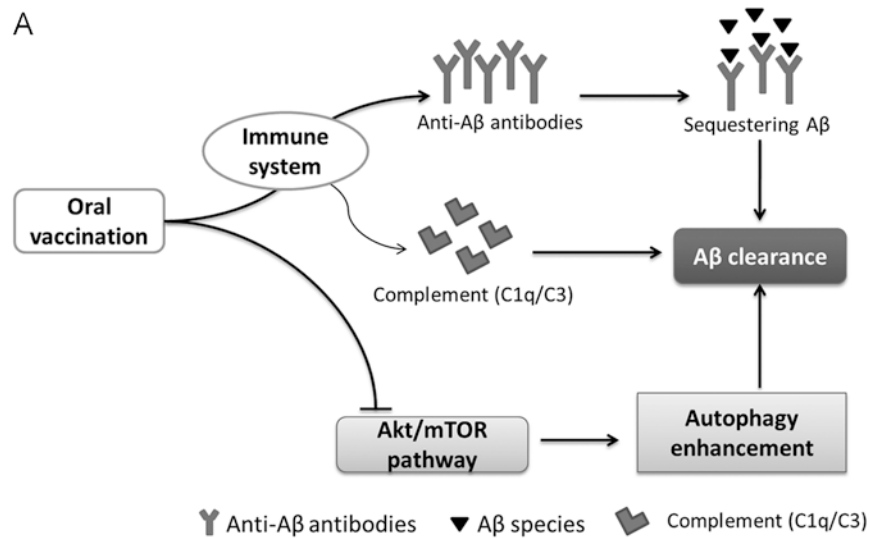 A
Immune
system
Anti-Aβ antibodies
Sequestering Aβ
Oral
vaccination
Aβ clearance
Complement (C1q/C3)
Akt/mTOR
pathway
Autophagy
enhancement
Anti-Aβ antibodies
Aβ species
Complement (C1q/C3)